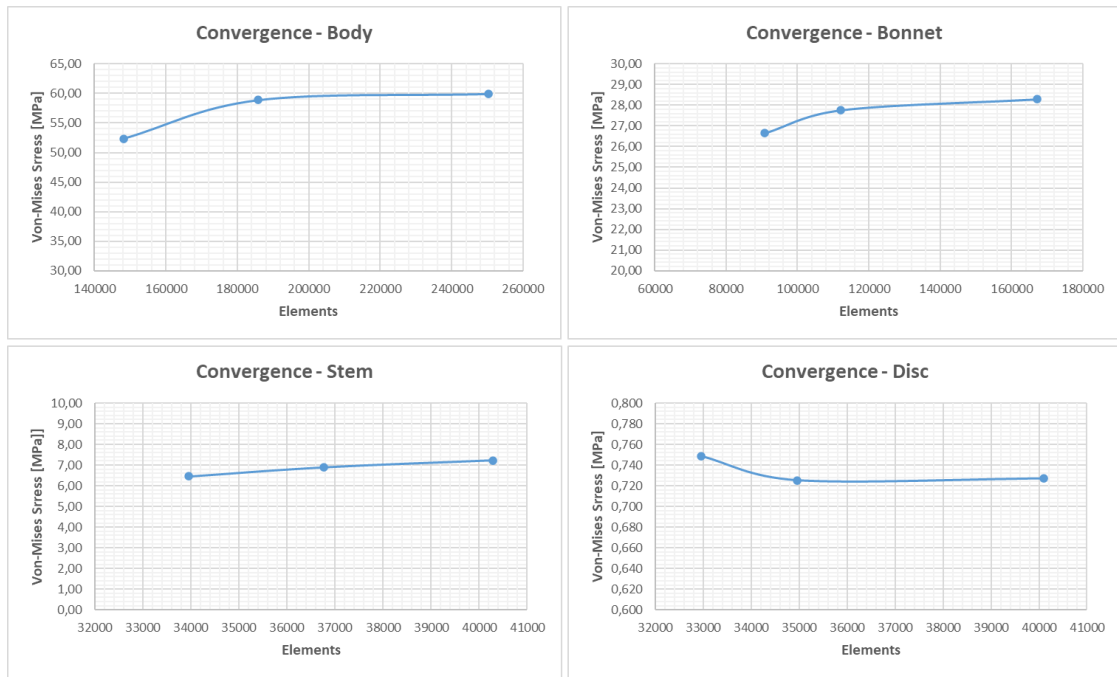 Convergence - Body
Von-Mises Srress [MPa]
65,00
60,00
55,00
50,00
45,00
40,00
35,00
30,00
140000 160000 180000 200000 220000 240000 260000
Elements
Convergence - Bonnet
Von-Mises Srress [MPa]
30,00
29,00
28,00
27,00
26,00
25,00
24,00
23,00
22,00
21,00
20,00
60000 80000 100000 120000 140000 160000 180000
Elements
Convergence - Stem
Von-Mises Srress [MPa]]
10,00
9,00
8,00
7,00
6,00
5,00
4,00
3,00
2,00
1,00
0,00
32000 33000 34000 35000 36000 37000 38000 39000 40000 41000
Elements
Convergence - Disc
Von-Mises Srress [MPa]
0,800
0,780
0,760
0,740
0,720
0,700
0,680
0,660
0,640
0,620
0,600
32000 33000 34000 35000 36000 37000 38000 39000 40000 41000
Elements